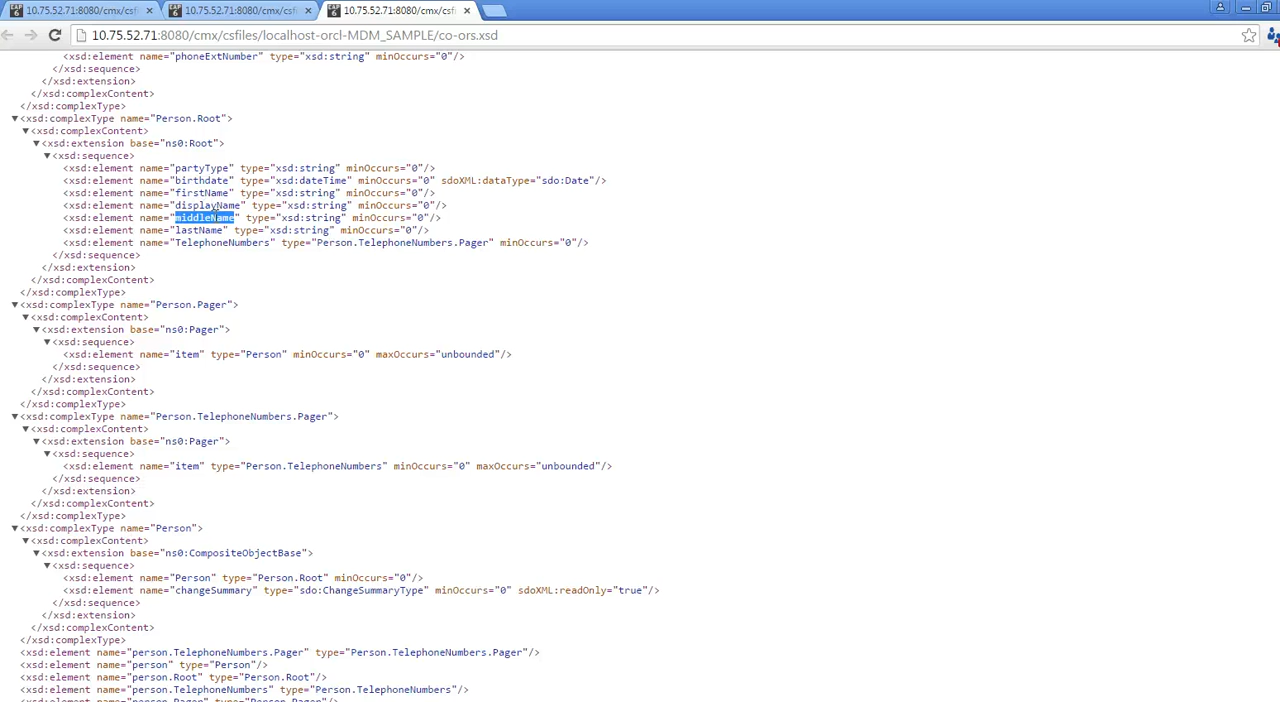 10.75.52.71:8080/cmx/csfi
10.75.52.71:8080/cmx/csfi
10.75.52.71:8080/cmx/csfi
10.75.52.71:8080/cmx/csfiles/localhost-orcl-MDM_SAMPLE/co-ors.xsd
<xsd:element name="phoneExtNumber" type="xsd:string" minOccurs="0"/>
</xsd:sequence>
</xsd:extension>
</xsd:complexContent>
</xsd:complexType>
▼<xsd:complexType name="Person.Root">
▼<xsd:complexContent>
▼<xsd:extension base="ns0:Root">
▼<xsd:sequence>
<xsd:element name="partyType" type="xsd:string" minOccurs="0"/>
<xsd:element name="birthdate" type="xsd:dateTime" minOccurs="0" sdoXML:dataType="sdo:Date"/>
<xsd:element name="firstName" type="xsd:string" minOccurs="0"/>
<xsd:element name="displayName" type="xsd:string" minOccurs="0"/>
<xsd:element name="middleName" type="xsd:string" minOccurs="0"/>
<xsd:element name="lastName" type="xsd:string" minOccurs="0"/>
<xsd:element name="TelephoneNumbers" type="Person.TelephoneNumbers.Pager" minOccurs="0"/>
</xsd:sequence>
</xsd:extension>
</xsd:complexContent>
</xsd:complexType>
▼<xsd:complexType name="Person.Pager">
▼<xsd:complexContent>
▼<xsd:extension base="ns0:Pager">
▼<xsd:sequence>
<xsd:element name="item" type="Person" minOccurs="0" maxOccurs="unbounded"/>
</xsd:sequence>
</xsd:extension>
</xsd:complexContent>
</xsd:complexType>
▼<xsd:complexType name="Person.TelephoneNumbers.Pager">
▼<xsd:complexContent>
▼<xsd:extension base="ns0:Pager">
▼<xsd:sequence>
<xsd:element name="item" type="Person.TelephoneNumbers" minOccurs="0" maxOccurs="unbounded"/>
</xsd:sequence>
</xsd:extension>
</xsd:complexContent>
</xsd:complexType>
▼<xsd:complexType name="Person">
▼<xsd:complexContent>
▼<xsd:extension base="ns0:CompositeObjectBase">
▼<xsd:sequence>
<xsd:element name="Person" type="Person.Root" minOccurs="0"/>
<xsd:element name="changeSummary" type="sdo:ChangeSummaryType" minOccurs="0" sdoXML:readOnly="true"/>
</xsd:sequence>
</xsd:extension>
</xsd:complexContent>
</xsd:complexType>
<xsd:element name="person.TelephoneNumbers.Pager" type="Person.TelephoneNumbers.Pager"/>
<xsd:element name="person" type="Person"/>
<xsd:element name="person.Root" type="Person.Root"/>
<xsd:element name="person.TelephoneNumbers" type="Person.TelephoneNumbers"/>
<xsd:element name="person.Pager" type="Person.Pager"/>